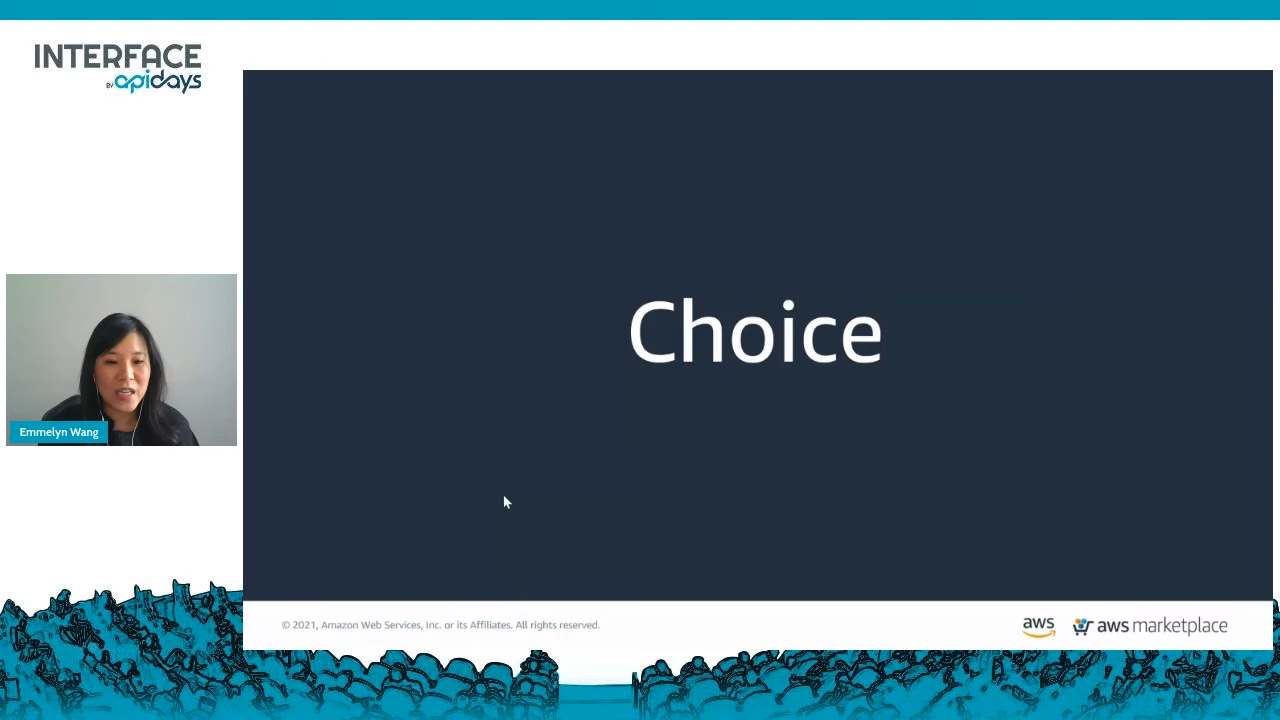 INTERFACE
BY apidays
Choice
Emmelyn Wang
© 2021, Amazon Web Services, Inc. or its Affiliates. All rights reserved.
aws
aws marketplace